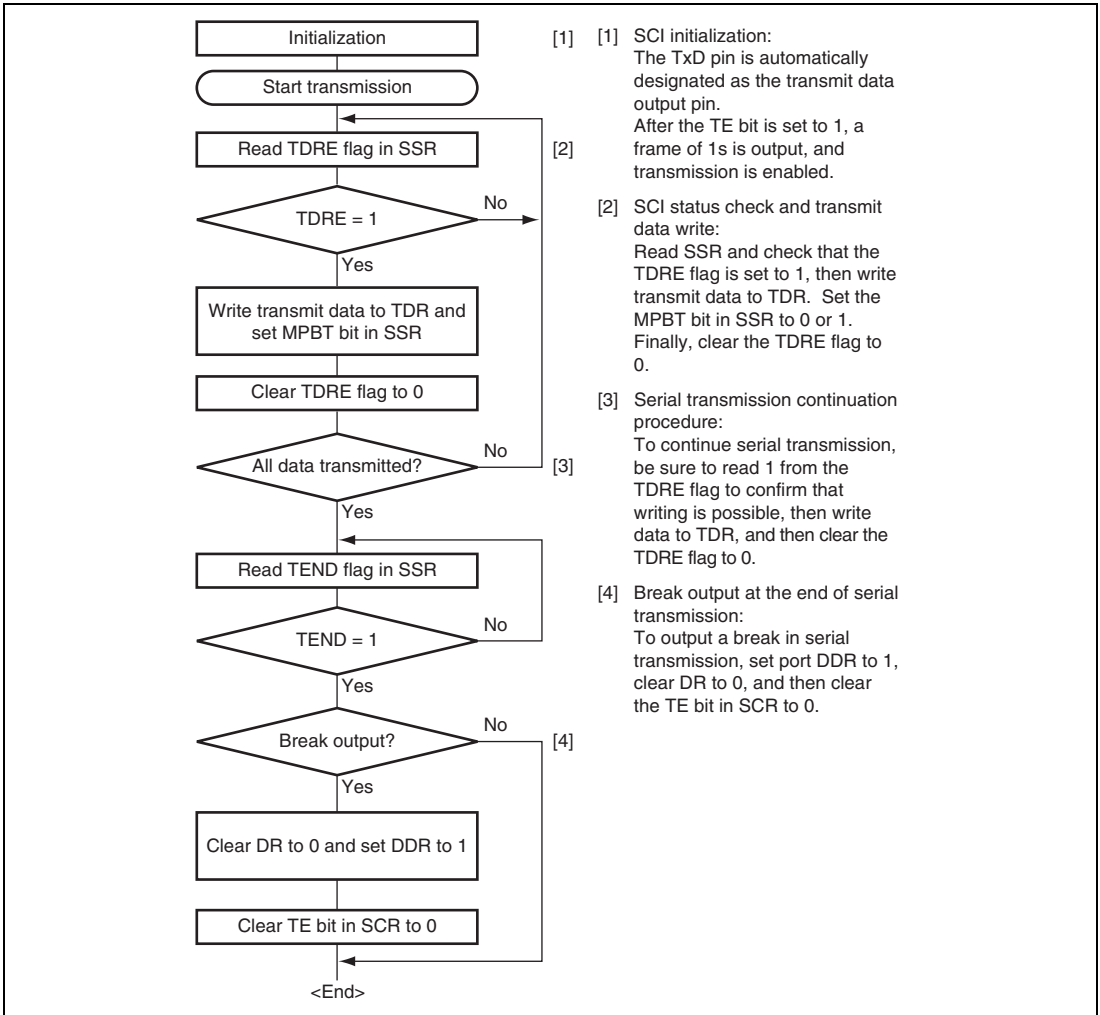 Initialization
[1]
Start transmission
Read TDRE flag in SSR
[2]
No
TDRE = 1
Yes
Write transmit data to TDR and
set MPBT bit in SSR
Clear TDRE flag to 0
No
All data transmitted?
[3]
Yes
Read TEND flag in SSR
No
TEND = 1
Yes
No
Break output?
[4]
Yes
Clear DR to 0 and set DDR to 1
Clear TE bit in SCR to 0
<End>
[1] SCI initialization:
The TxD pin is automatically
designated as the transmit data
output pin.
After the TE bit is set to 1, a
frame of 1s is output, and
transmission is enabled.
[2] SCI status check and transmit
data write:
Read SSR and check that the
TDRE flag is set to 1, then write
transmit data to TDR. Set the
MPBT bit in SSR to 0 or 1.
Finally, clear the TDRE flag to
0.
[3] Serial transmission continuation
procedure:
To continue serial transmission,
be sure to read 1 from the
TDRE flag to confirm that
writing is possible, then write
data to TDR, and then clear the
TDRE flag to 0.
[4] Break output at the end of serial
transmission:
To output a break in serial
transmission, set port DDR to 1,
clear DR to 0, and then clear
the TE bit in SCR to 0.